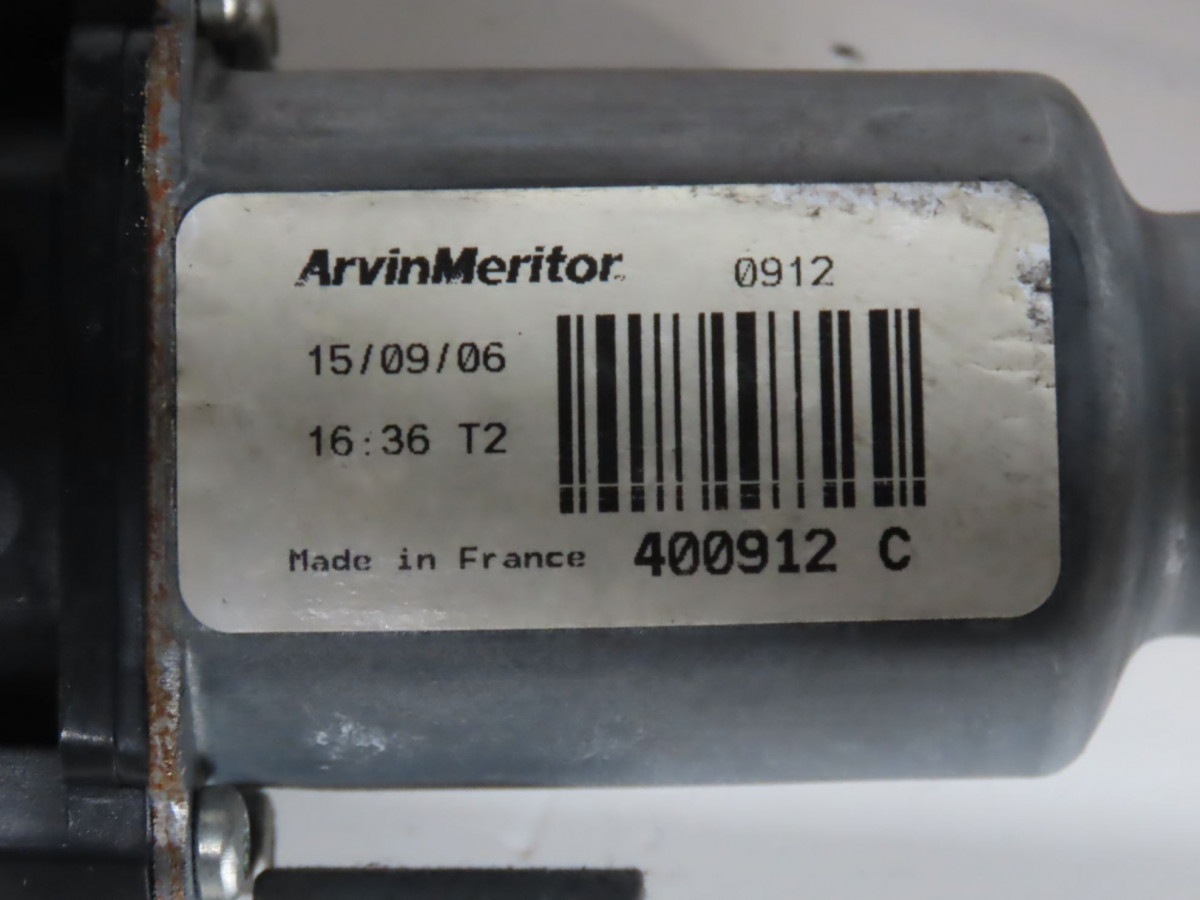 ArvinMeritor 0912
15/09/06
16:36 T2
Made in France 400912 C